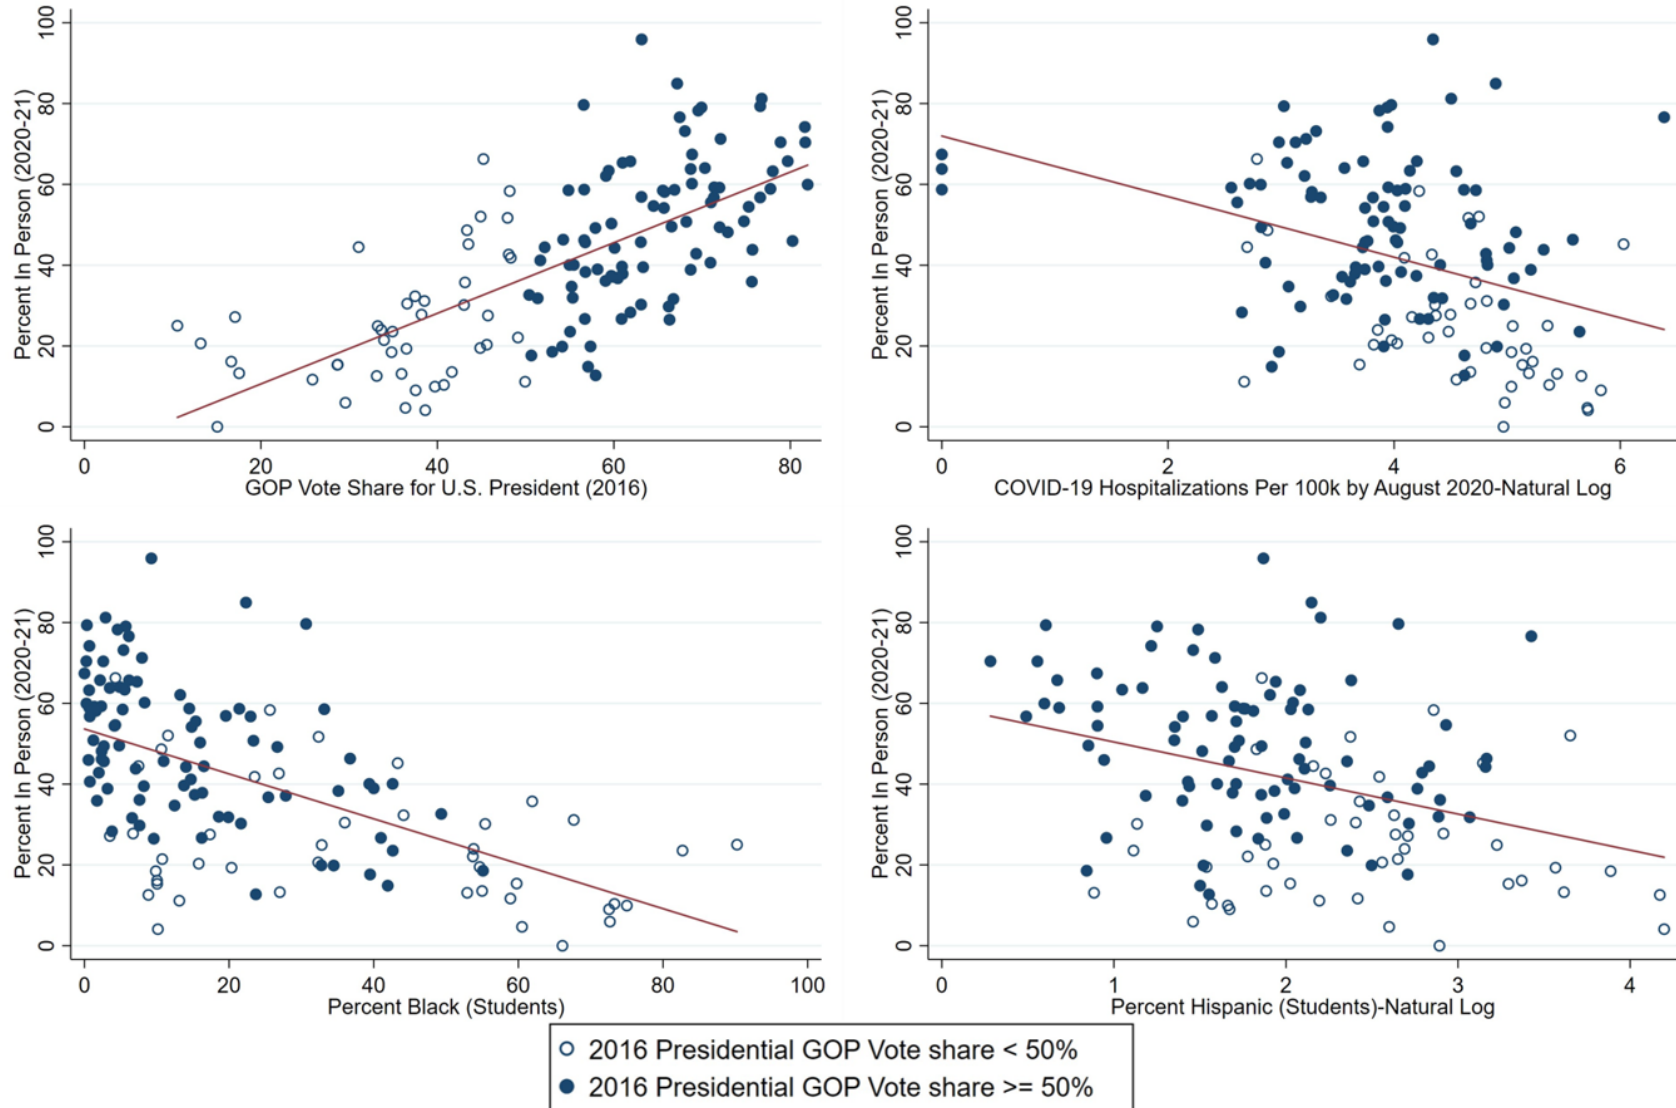 Percent In Person (2020-21)
100
80
60
40
20
0
0 20 40 60 80
GOP Vote Share for U.S. President (2016)
Percent In Person (2020-21)
100
80
60
40
20
0
0 2 4 6
COVID-19 Hospitalizations Per 100k by August 2020-Natural Log
Percent In Person (2020-21)
100
80
60
40
20
0
0 20 40 60 80 100
Percent Black (Students)
Percent In Person (2020-21)
100
80
60
40
20
0
0 1 2 3 4
Percent Hispanic (Students)-Natural Log
2016 Presidential GOP Vote share < 50%
2016 Presidential GOP Vote share >= 50%